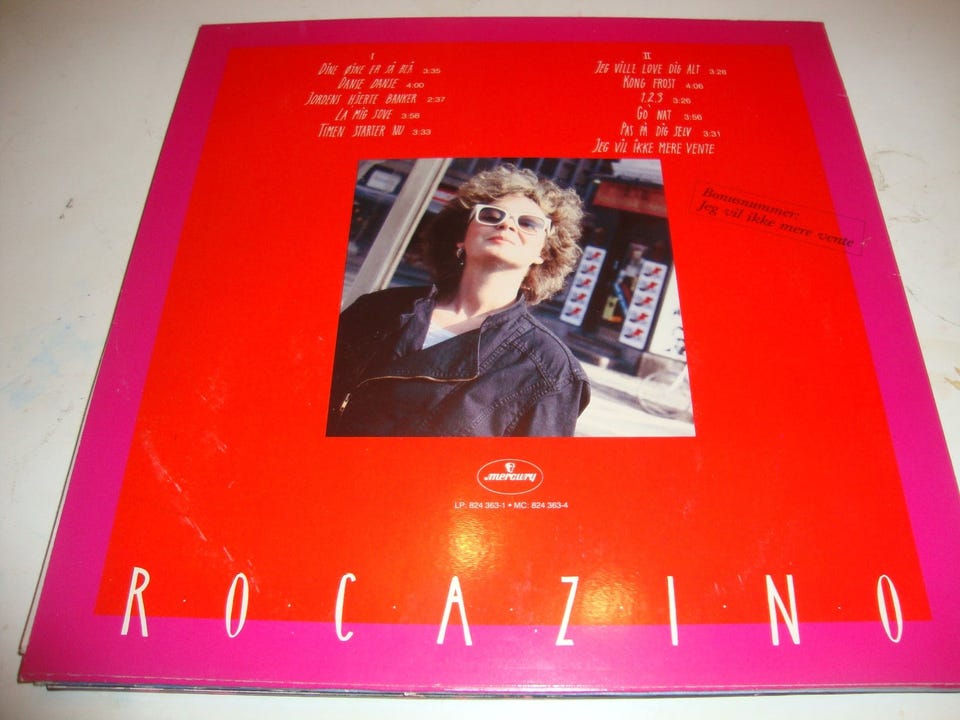 I
DINE ØJNE ER SÅ BLÅ 3:35
DANSE DANSE 4:00
JORDENS HJERTE BANKER 2:37
LA' MIG SOVE 3:56
TIMEN STARTER NU 3:33
II
JEG VILLE LOVE DIG ALT 3:28
KONG FROST 4:06
1.2.3 3:26
GO' NAT 3:56
PAS PÅ DIG SELV 3:31
JEG VIL IKKE MERE VENTE
Bonusnummer:
Jeg vil ikke mere vente
mercury
LP: 824 363-1 • MC: 824 363-4
R·O·C·A·Z·I·N·O